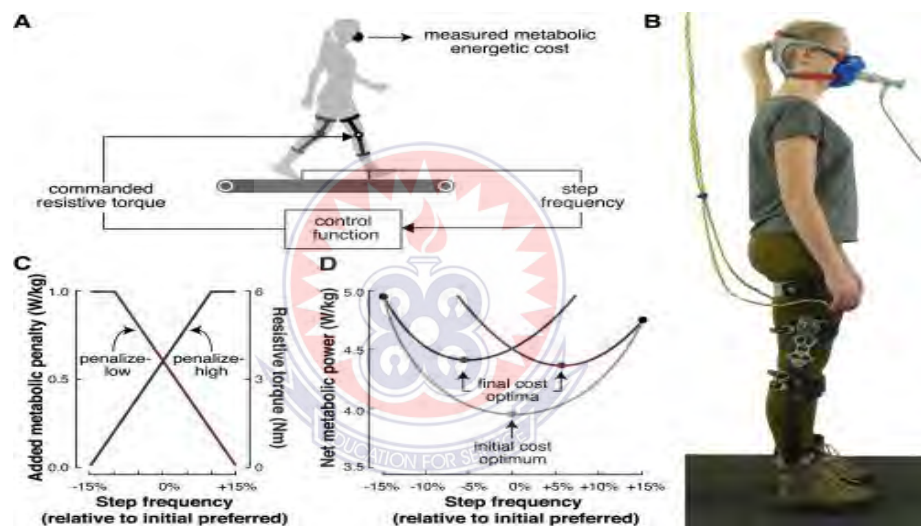 A
measured metabolic
energetic cost
commanded
resistive torque
step
frequency
control
function
B
C
Added metabolic penalty (W/kg)
1.0
0.5
0.0
penalize-
low
penalize-
high
6
3
0
Resistive torque (Nm)
-15% 0% +15%
Step frequency
(relative to initial preferred)
D
Net metabolic power (W/kg)
5.0
4.5
4.0
3.5
final cost
optima
initial cost
optimum
-15% -10% -5% 0% +5% +10% +15%
Step frequency
(relative to initial preferred)
EDUCATION FOR SERVICE